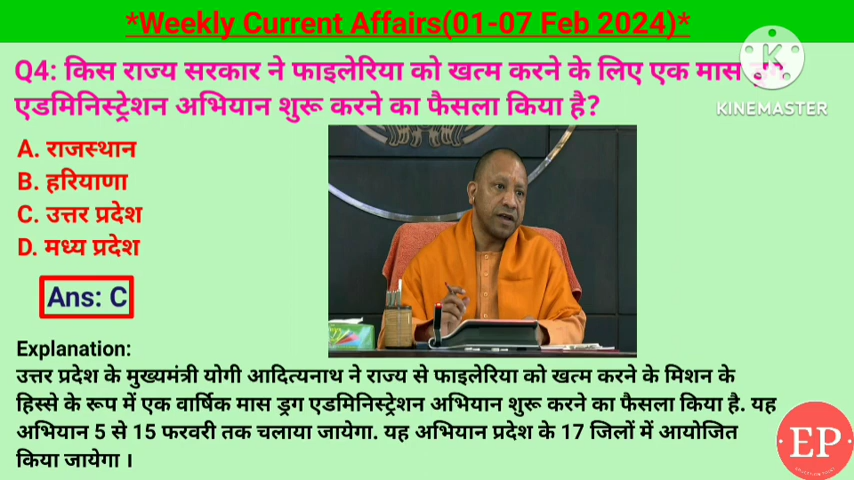 *Weekly Current Affairs(01-07 Feb 2024)*
Q4: किस राज्य सरकार ने फाइलेरिया को खत्म करने के लिए एक मास
एडमिनिस्ट्रेशन अभियान शुरू करने का फैसला किया है?
KINEMASTER
A. राजस्थान
B. हरियाणा
C. उत्तर प्रदेश
D. मध्य प्रदेश
Ans: C
Explanation:
उत्तर प्रदेश के मुख्यमंत्री योगी आदित्यनाथ ने राज्य से फाइलेरिया को खत्म करने के मिशन के
हिस्से के रूप में एक वार्षिक मास ड्रग एडमिनिस्ट्रेशन अभियान शुरू करने का फैसला किया है. यह
अभियान 5 से 15 फरवरी तक चलाया जायेगा. यह अभियान प्रदेश के 17 जिलों में आयोजित
किया जायेगा ।
EP